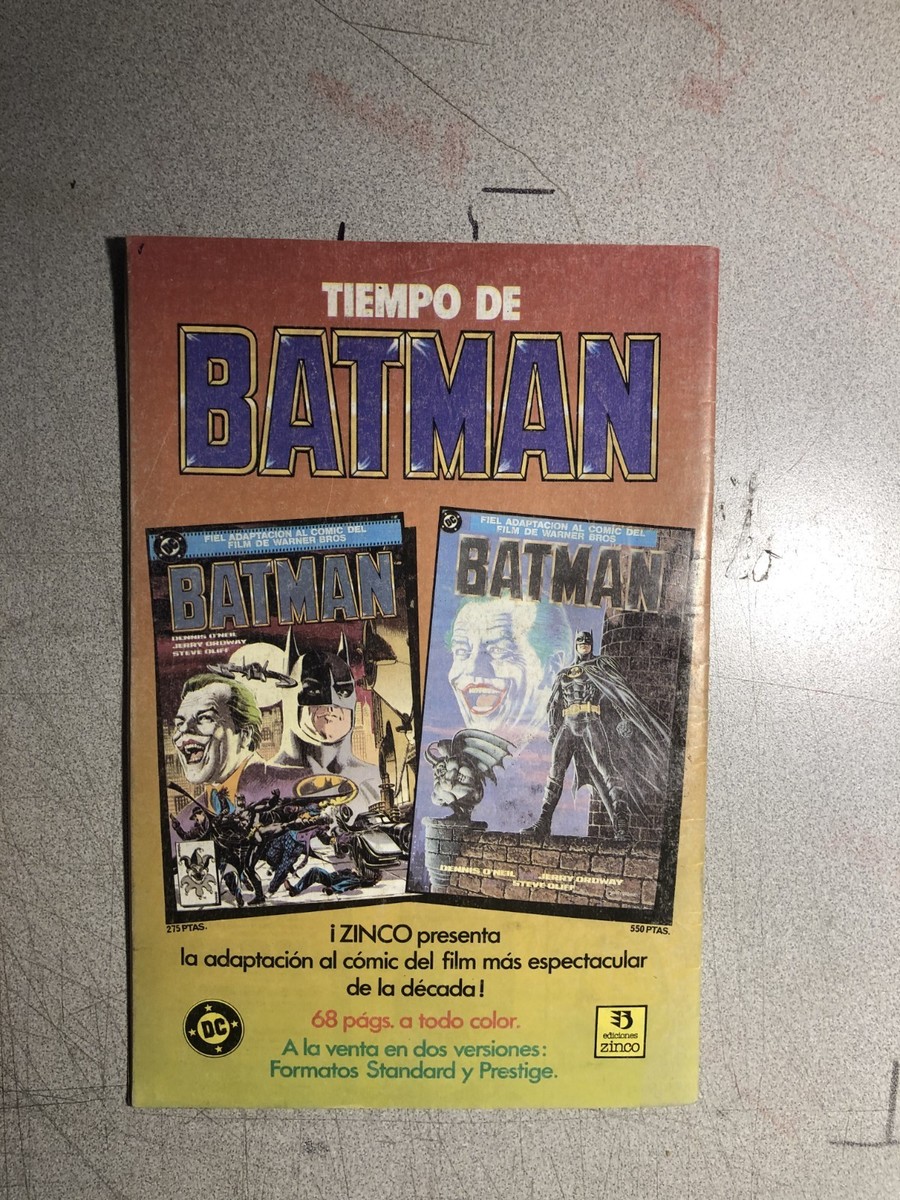 TIEMPO DE
BATMAN
DC
FIEL ADAPTACION AL COMIC DEL
FILM DE WARNER BROS
BATMAN
DENNIS O'NEIL
JERRY ORDWAY
STEVE OLIFF
275 PTAS.
DC
FIEL ADAPTACION AL COMIC DEL
FILM DE WARNER BROS
BATMAN
DENNIS O'NEIL JERRY ORDWAY
STEVE OLIFF
550 PTAS.
¡ ZINCO presenta
la adaptación al cómic del film más espectacular
de la década !
68 págs. a todo color.
A la venta en dos versiones:
Formatos Standard y Prestige.
DC
ediciones
zinco